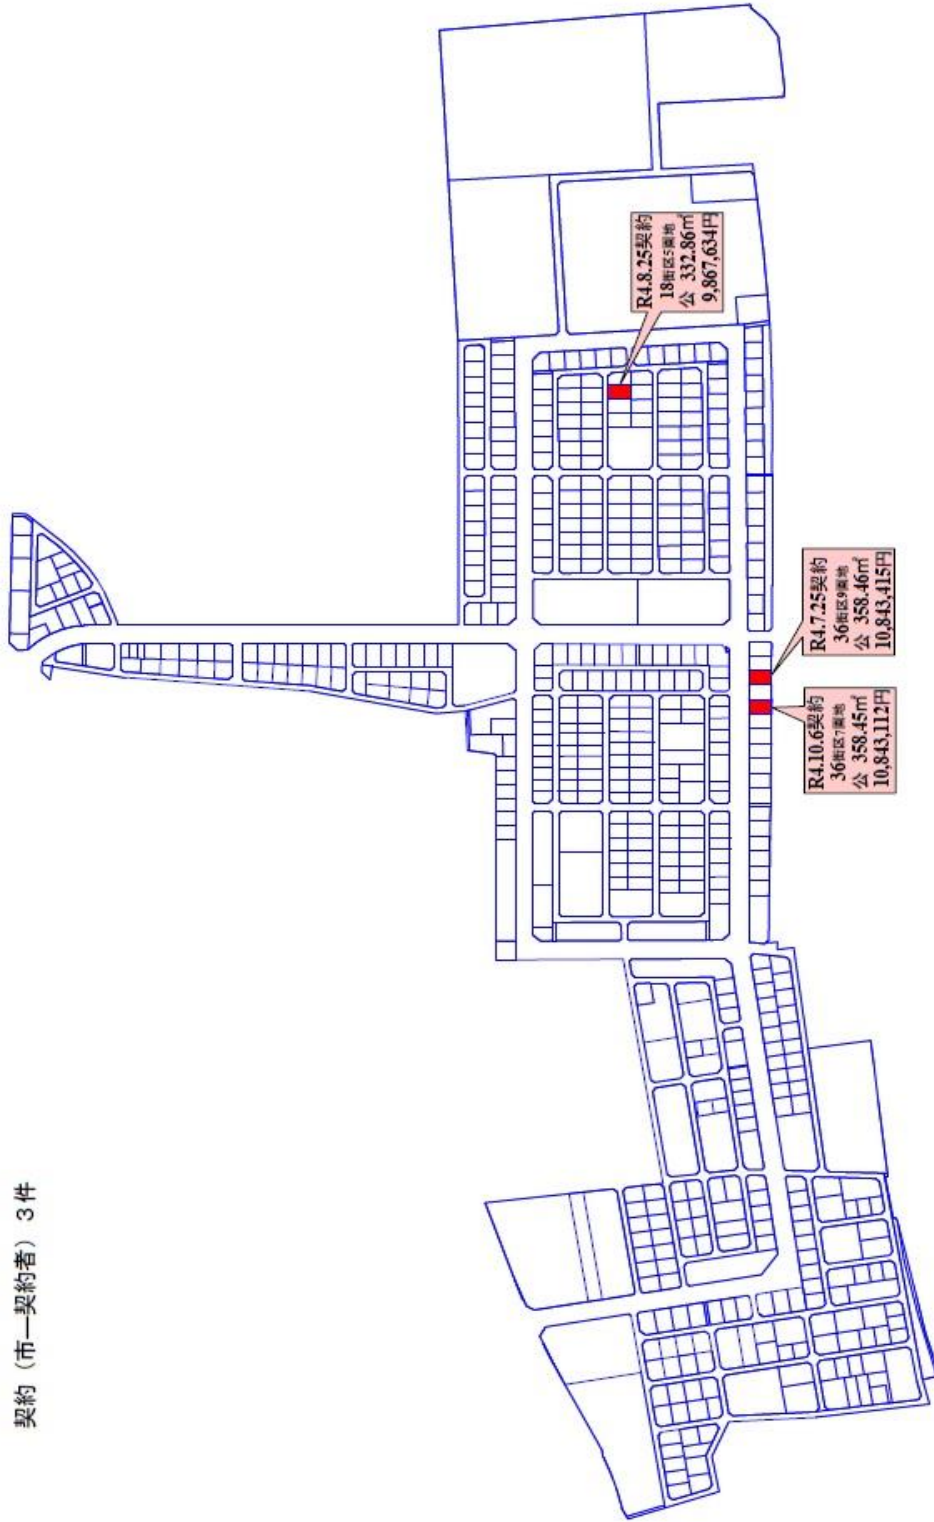 契約（市―契約者）３件
R4.8.25契約
18街区5画地
公 332.86㎡
9,867,634円
R4.10.6契約
36街区7画地
公 358.45㎡
10,843,112円
R4.7.25契約
36街区9画地
公 358.46㎡
10,843,415円